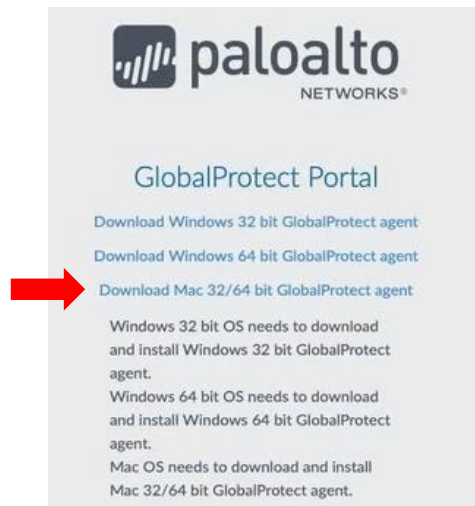 paloalto
NETWORKS®
GlobalProtect Portal
Download Windows 32 bit GlobalProtect agent
Download Windows 64 bit GlobalProtect agent
Download Mac 32/64 bit GlobalProtect agent
Windows 32 bit OS needs to download
and install Windows 32 bit GlobalProtect
agent.
Windows 64 bit OS needs to download
and install Windows 64 bit GlobalProtect
agent.
Mac OS needs to download and install
Mac 32/64 bit GlobalProtect agent.